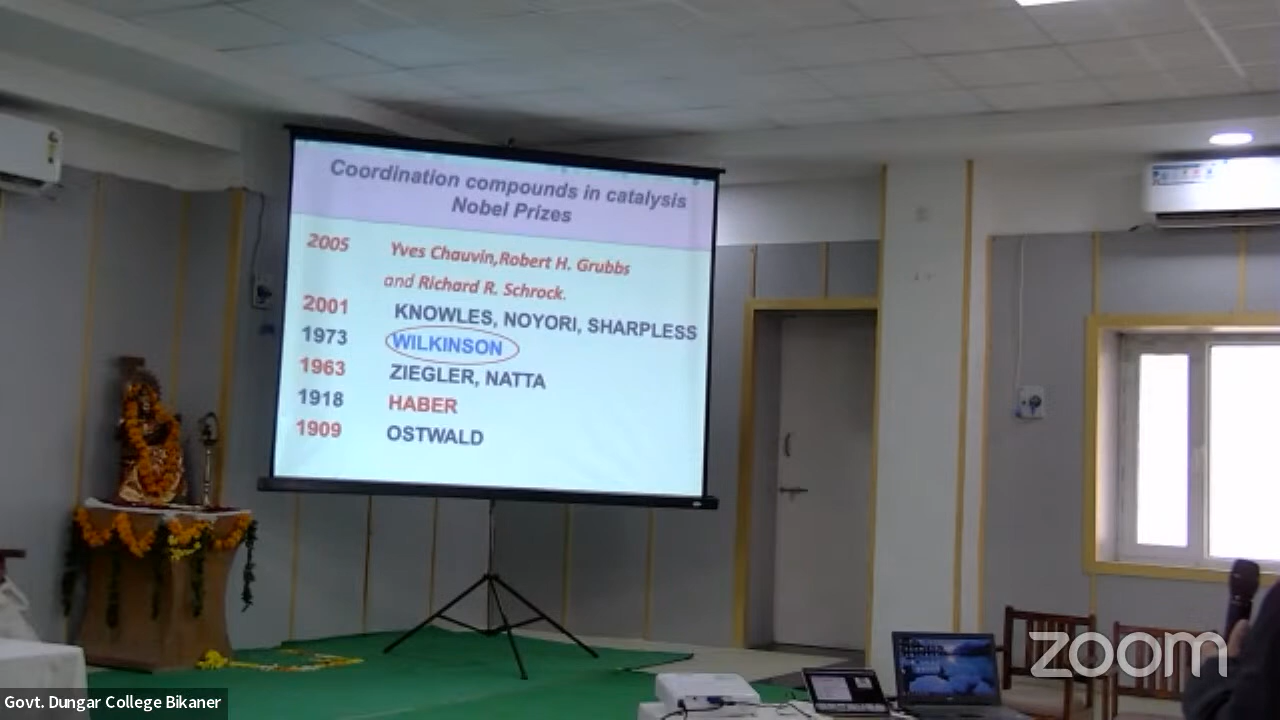 Coordination compounds in catalysis
Nobel Prizes
2005 Yves Chauvin,Robert H. Grubbs
and Richard R. Schrock.
2001 KNOWLES, NOYORI, SHARPLESS
1973 WILKINSON
1963 ZIEGLER, NATTA
1918 HABER
1909 OSTWALD
zoom
Govt. Dungar College Bikaner